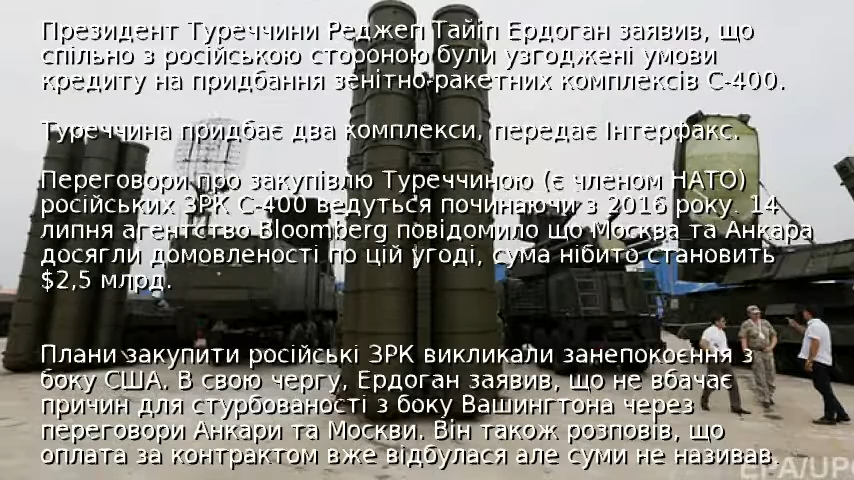 Президент Туреччини Реджеп Тайіп Ердоган заявив, що
спільно з російською стороною були узгоджені умови
кредиту на придбання зенітно-ракетних комплексів С-400.
Туреччина придбає два комплекси, передає Інтерфакс.
Переговори про закупівлю Туреччиною (є членом НАТО)
російських ЗРК С-400 ведуться починаючи з 2016 року. 14
липня агентство Bloomberg повідомило що Москва та Анкара
досягли домовленості по цій угоді, сума нібито становить
$2,5 млрд.
Плани закупити російські ЗРК викликали занепокоєння з
боку США. В свою чергу, Ердоган заявив, що не вбачає
причин для стурбованості з боку Вашингтона через
переговори Анкари та Москви. Він також розповів, що
оплата за контрактом вже відбулася але суми не називав.
EPA/UPG